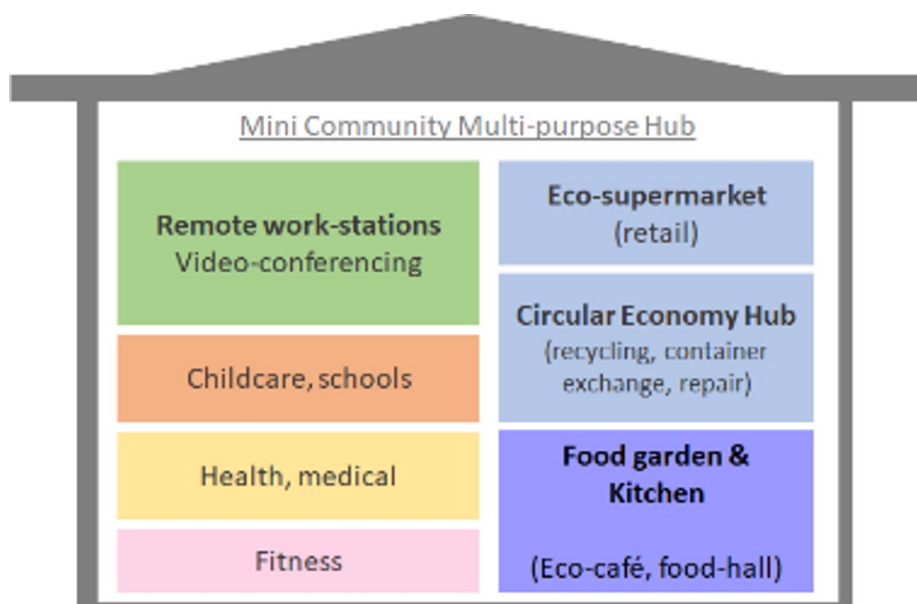 Mini Community Multi-purpose Hub
Remote work-stations
Video-conferencing
Childcare, schools
Health, medical
Fitness
Eco-supermarket
(retail)
Circular Economy Hub
(recycling, container
exchange, repair)
Food garden &
Kitchen
(Eco-café, food-hall)